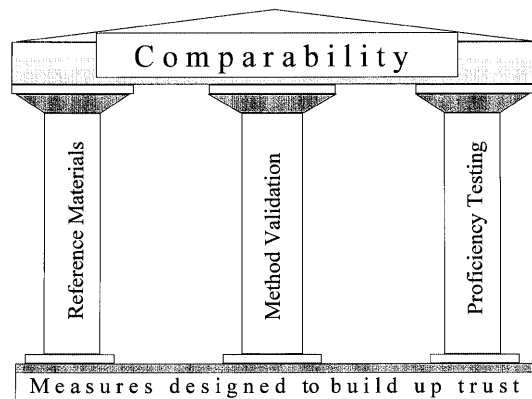 Comparability
Reference Materials
Method Validation
Proficiency Testing
Measures designed to build up trust